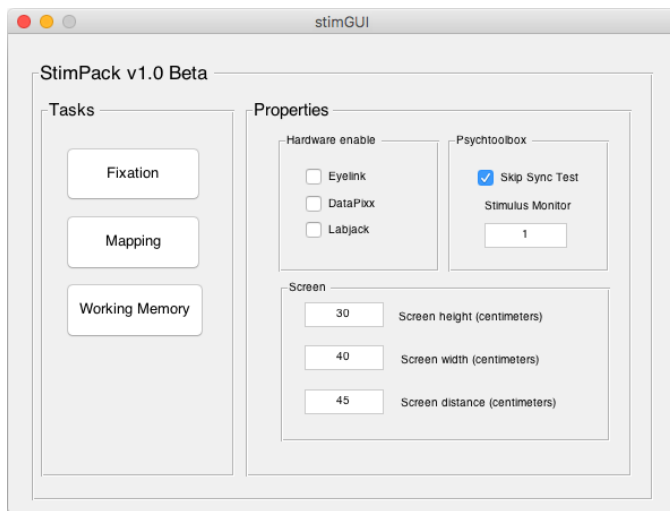 stimGUI
StimPack v1.0 Beta
Tasks
Fixation
Mapping
Working Memory
Properties
Hardware enable
Eyelink
DataPixx
Labjack
Psychtoolbox
Skip Sync Test
Stimulus Monitor
1
Screen
30 Screen height (centimeters)
40 Screen width (centimeters)
45 Screen distance (centimeters)